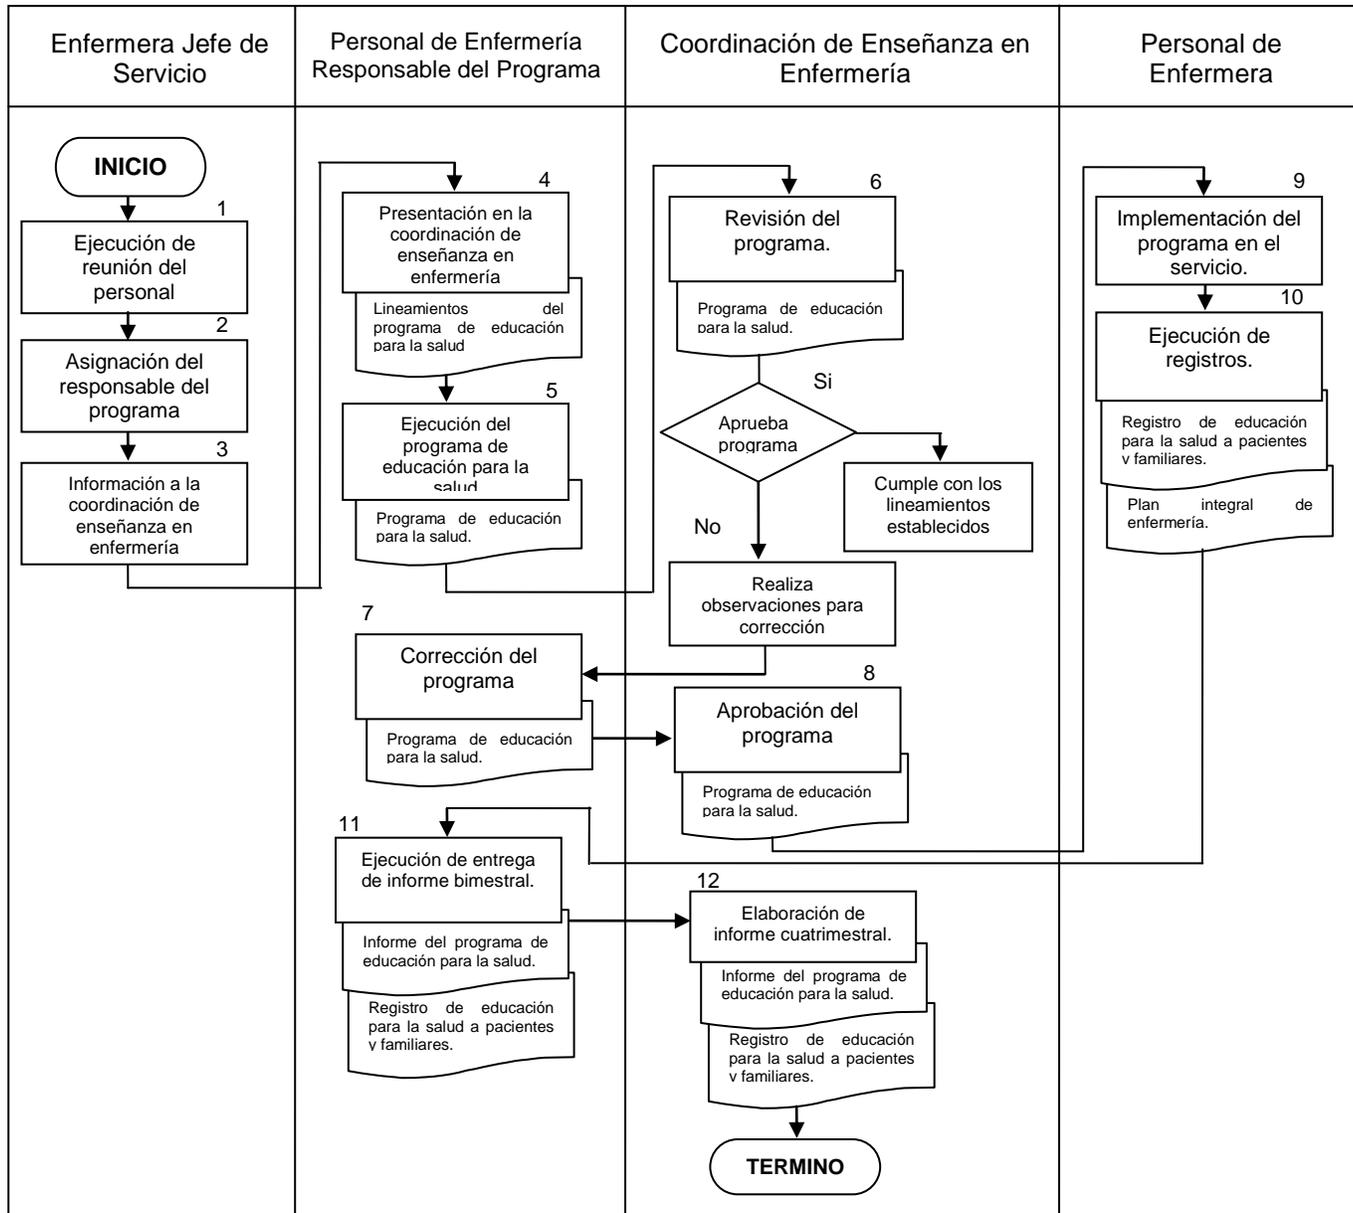 Enfermera Jefe de
Servicio
Personal de Enfermería
Responsable del Programa
Coordinación de Enseñanza en
Enfermería
Personal de
Enfermera
INICIO
1
Ejecución de
reunión del
personal
2
Asignación del
responsable del
programa
3
Información a la
coordinación de
enseñanza en
enfermería
4
Presentación en la
coordinación de
enseñanza en
enfermería
Lineamientos del
programa de educación
para la salud
5
Ejecución del
programa de
educación para la
salud
Programa de educación
para la salud.
6
Revisión del
programa.
Programa de educación
para la salud.
Si
Aprueba
programa
Cumple con los
lineamientos
establecidos
No
Realiza
observaciones para
corrección
7
Corrección del
programa
Programa de educación
para la salud.
8
Aprobación del
programa
Programa de educación
para la salud.
9
Implementación del
programa en el
servicio.
10
Ejecución de
registros.
Registro de educación
para la salud a pacientes
y familiares.
Plan integral de
enfermería.
11
Ejecución de entrega
de informe bimestral.
Informe del programa de
educación para la salud.
Registro de educación
para la salud a pacientes
y familiares.
12
Elaboración de
informe cuatrimestral.
Informe del programa de
educación para la salud.
Registro de educación
para la salud a pacientes
y familiares.
TERMINO